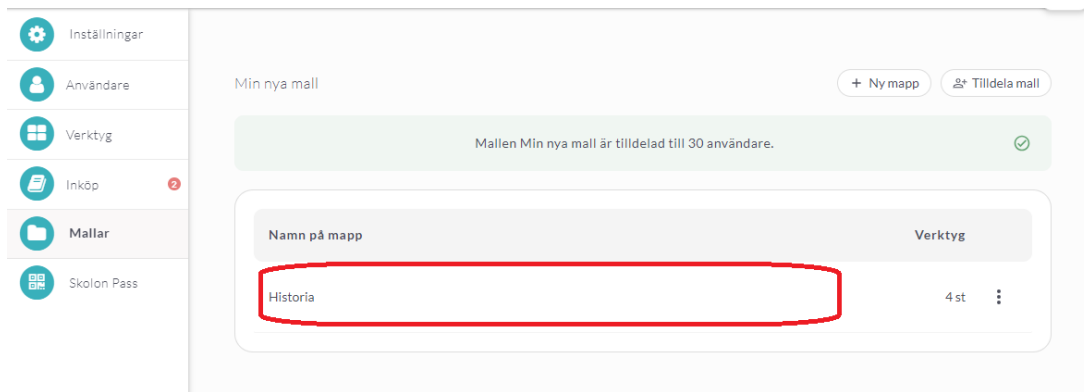 Inställningar
Användare
Verktyg
Inköp 2
Mallar
Skolon Pass
Min nya mall
+ Ny mapp
Tilldela mall
Mallen Min nya mall är tilldelad till 30 användare.
Namn på mapp Verktyg
Historia 4 st